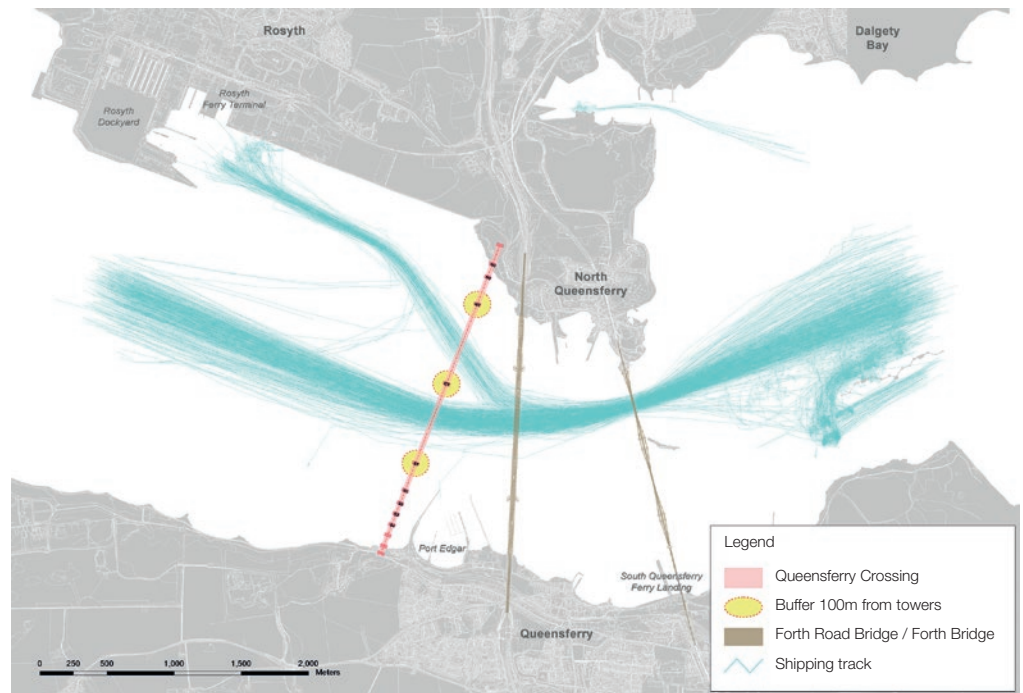 Rosyth
Dalgety
Bay
Rosyth
Ferry Terminal
Rosyth
Dockyard
North
Queensferry
Port Edgar
South Queensferry
Ferry Landing
Queensferry
Legend
Queensferry Crossing
Buffer 100m from towers
Forth Road Bridge / Forth Bridge
Shipping track
0 250 500 1,000 1,500 2,000
Meters